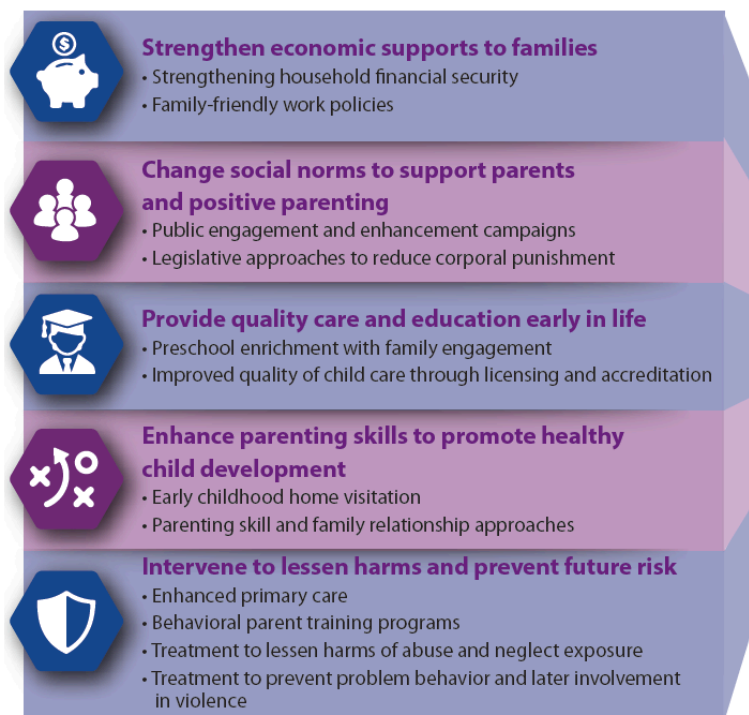 Strengthen economic supports to families
• Strengthening household financial security
• Family-friendly work policies
Change social norms to support parents
and positive parenting
• Public engagement and enhancement campaigns
• Legislative approaches to reduce corporal punishment
Provide quality care and education early in life
• Preschool enrichment with family engagement
• Improved quality of child care through licensing and accreditation
Enhance parenting skills to promote healthy
child development
• Early childhood home visitation
• Parenting skill and family relationship approaches
Intervene to lessen harms and prevent future risk
• Enhanced primary care
• Behavioral parent training programs
• Treatment to lessen harms of abuse and neglect exposure
• Treatment to prevent problem behavior and later involvement
in violence